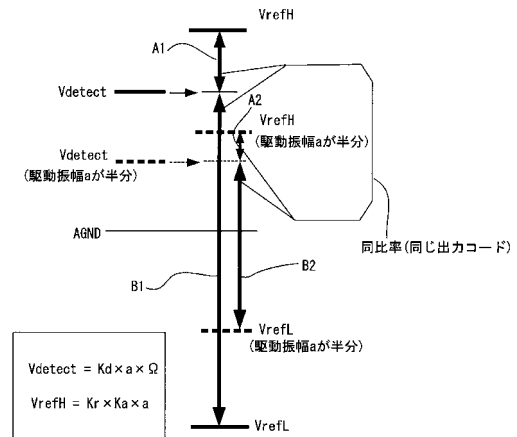 VrefH
A1
Vdetect
A2
VrefH
(駆動振幅aが半分)
Vdetect
(駆動振幅aが半分)
AGND
同比率(同じ出力コード)
B1
B2
VrefL
(駆動振幅aが半分)
Vdetect = Kd×a×Ω
VrefH = Kr×Ka×a
VrefL